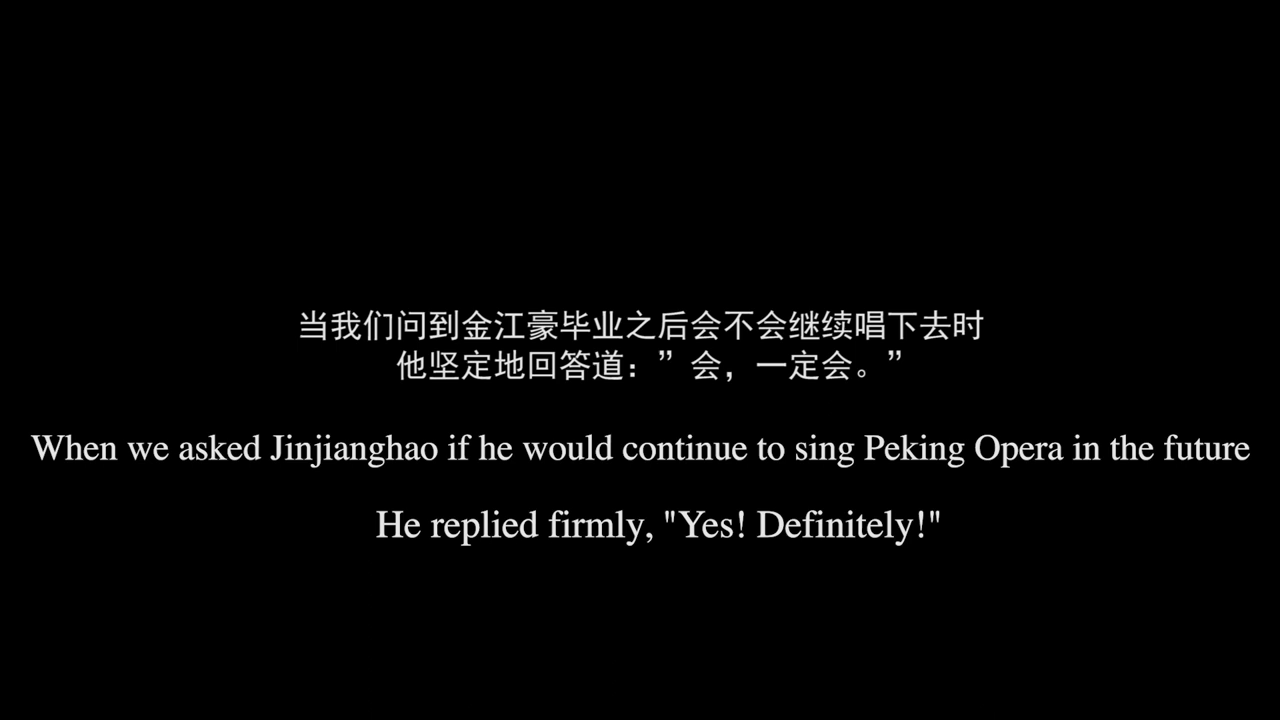 当我们问到金江豪毕业之后会不会继续唱下去时
他坚定地回答道：”会，一定会。”
When we asked Jinjianghao if he would continue to sing Peking Opera in the future
He replied firmly, "Yes! Definitely!"